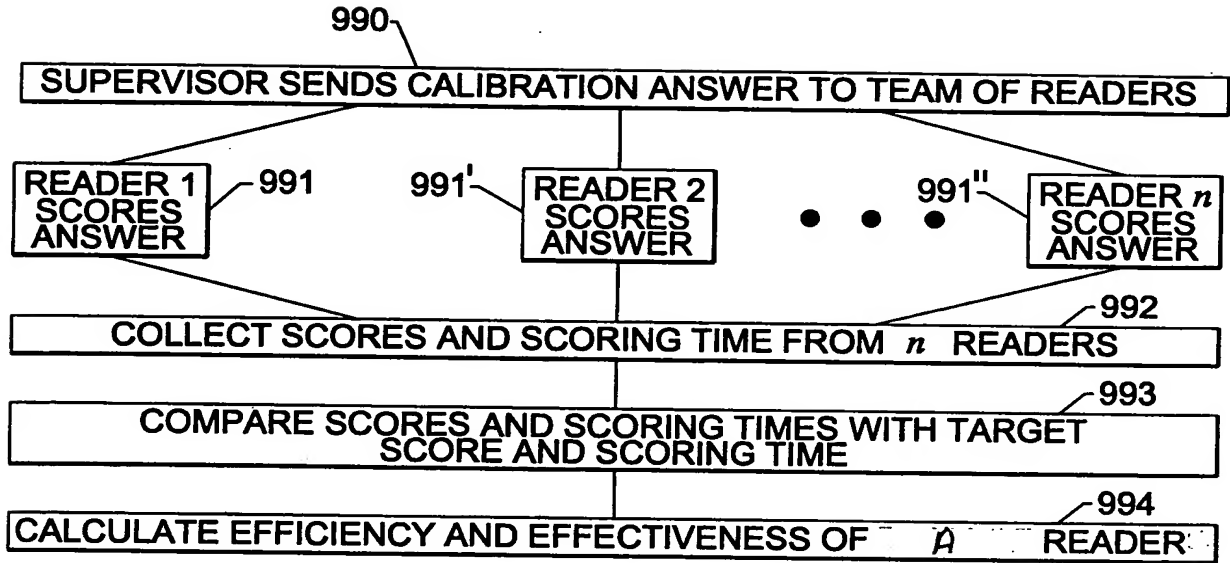 990
SUPERVISOR SENDS CALIBRATION ANSWER TO TEAM OF READERS
READER 1
SCORES
ANSWER
991
991'
READER 2
SCORES
ANSWER
991"
READER n
SCORES
ANSWER
992
COLLECT SCORES AND SCORING TIME FROM n READERS
993
COMPARE SCORES AND SCORING TIMES WITH TARGET
SCORE AND SCORING TIME
994
CALCULATE EFFICIENCY AND EFFECTIVENESS OF A READER